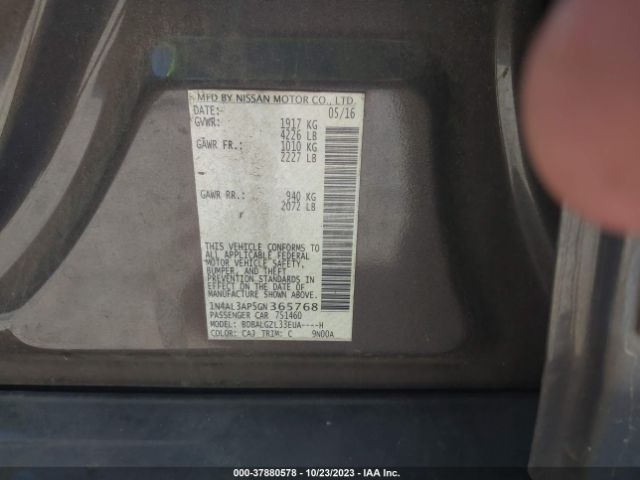 MFD BY NISSAN MOTOR CO., LTD.
DATE: 05/16
GVWR: 1917 KG
4226 LB
GAWR FR.: 1010 KG
2227 LB
GAWR RR.: 940 KG
2072 LB
THIS VEHICLE CONFORMS TO
ALL APPLICABLE FEDERAL
MOTOR VEHICLE SAFETY,
BUMPER, AND THEFT
PREVENTION STANDARDS IN
EFFECT ON THE DATE OF
MANUFACTURE SHOWN ABOVE.
1N4AL3AP5GN365768
PASSENGER CAR 751460
MODEL: BDBALGZL33EUA----H
COLOR: CAJ TRIM: C 9N00A
000-37880578 - 10/23/2023 - IAA Inc.